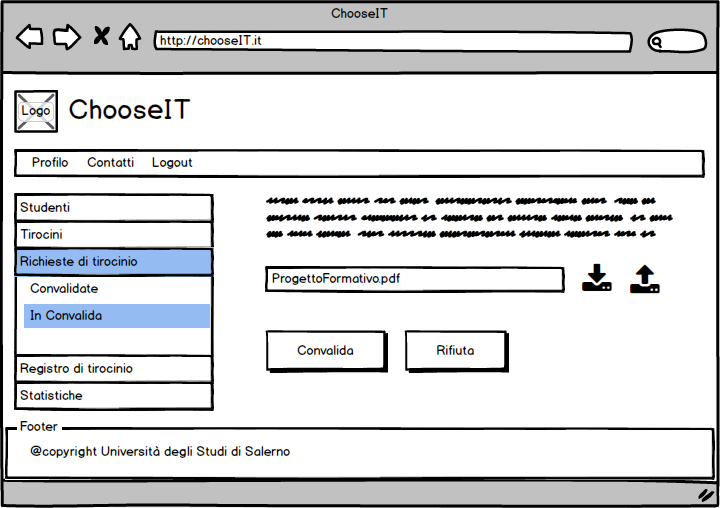 ChooseIT
http://chooseIT.it
Logo
ChooseIT
Profilo Contatti Logout
Studenti
Tirocini
Richieste di tirocinio
Convalidate
In Convalida
Registro di tirocinio
Statistiche
ProgettoFormativo.pdf
Convalida Rifiuta
Footer
@copyright Università degli Studi di Salerno